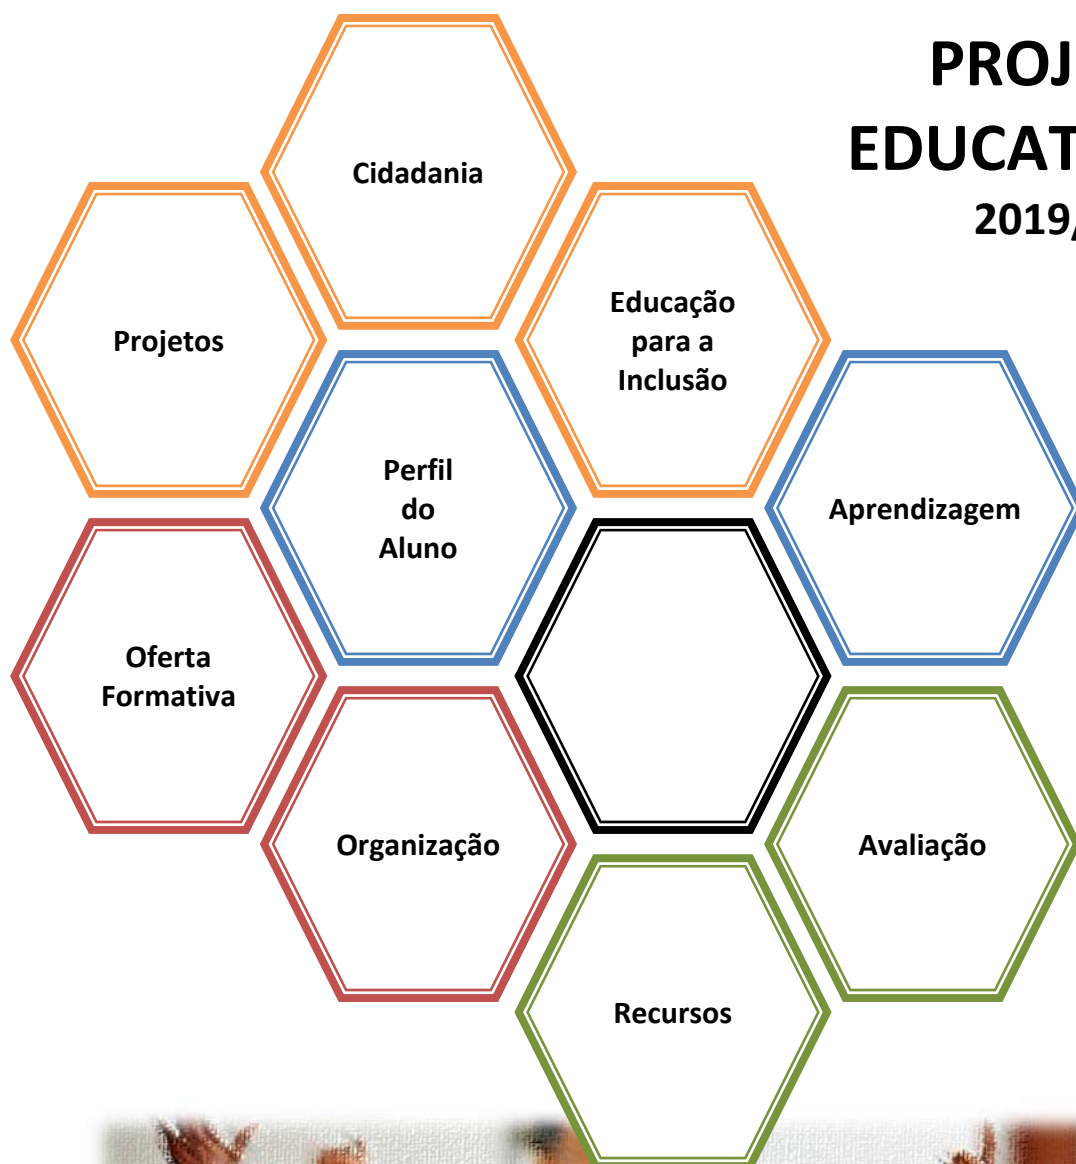 PROJ
EDUCAT
2019/
Cidadania
Educação
para a
Inclusão
Projetos
Perfil
do
Aluno
Aprendizagem
Oferta
Formativa
Organização
Avaliação
Recursos